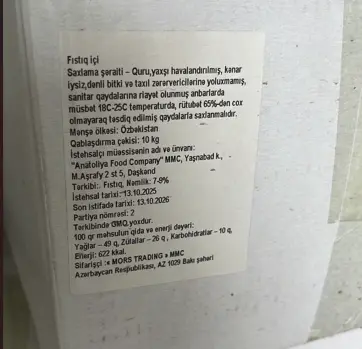 Fıstıq içi
Saxlama şəraiti – Quru,yaxşı havalandırılmış, kənar
iysiz,dənli bitki və taxıl zərərvericilərinə yoluxmamış,
sanitar qaydalarına riayət olunmuş anbarlarda
müsbət 18C-25C temperaturda, rütubət 65%-dən cox
olmayaraq təsdiq edilmiş qaydalarla saxlanmalıdır.
Mənşə ölkəsi: Özbəkistan
Qablaşdırma çəkisi: 10 kg
İstehsalçı müəssisənin adı və ünvanı:
"Anatoliya Food Company" MMC, Yaşnabad k.,
M.Aşrafy 2 st 5, Daşkənd
Tərkibi: Fıstıq, Nəmlik: 7-9%
İstehsal tarixi:13.10.2025
Son istifadə tarixi: 13.10.2026
Partiya nömrəsi: 2
Tərkibində GMO yoxdur.
100 qr məhsulun qida və enerji dəyəri:
Yağlar – 49 q, Zülallar -26 q, Karbohidratlar – 10 q,
Enerji: 622 kkal.
Sifarişçi :« MORS TRADING » MMC
Azərbaycan Respublikası, AZ 1029 Bakı şəhəri